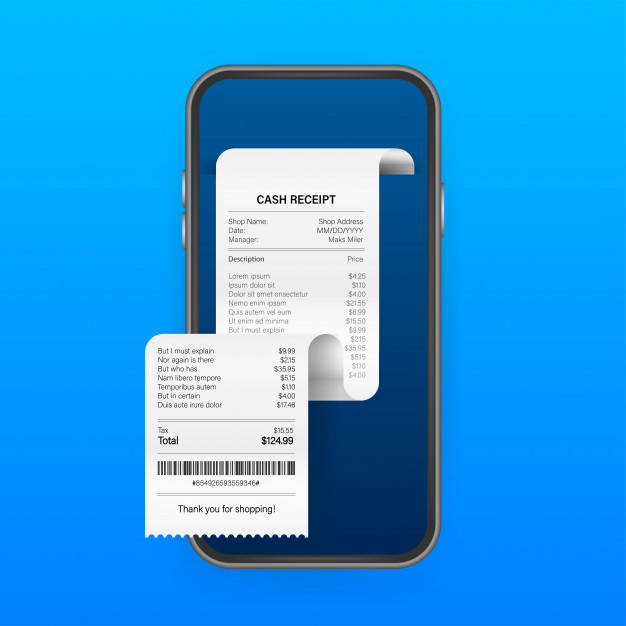 CASH RECEIPT
Shop Name: Shop Address
Date: MM/DD/YYYY
Manager: Maks Miler
Description Price
Lorem ipsum $4.25
Ipsum dolor sit $1.10
Dolor sit amet onsectetur $4.00
Nemo enim ipsam $21.55
Quis autem vel eum $6.99
Ut enim ad minima $15.50
But I must explain $9.99
$2.15
$35.95
$5.15
$1.10
$4.00
But I must explain $9.99
Nor again is there $2.15
But who has $35.95
Nam libero tempore $5.15
Temporibus autem $1.10
But in certain $4.00
Duis aute irure dolor $17.46
Tax $15.55
Total $124.99
#854926593559346#
Thank you for shopping!